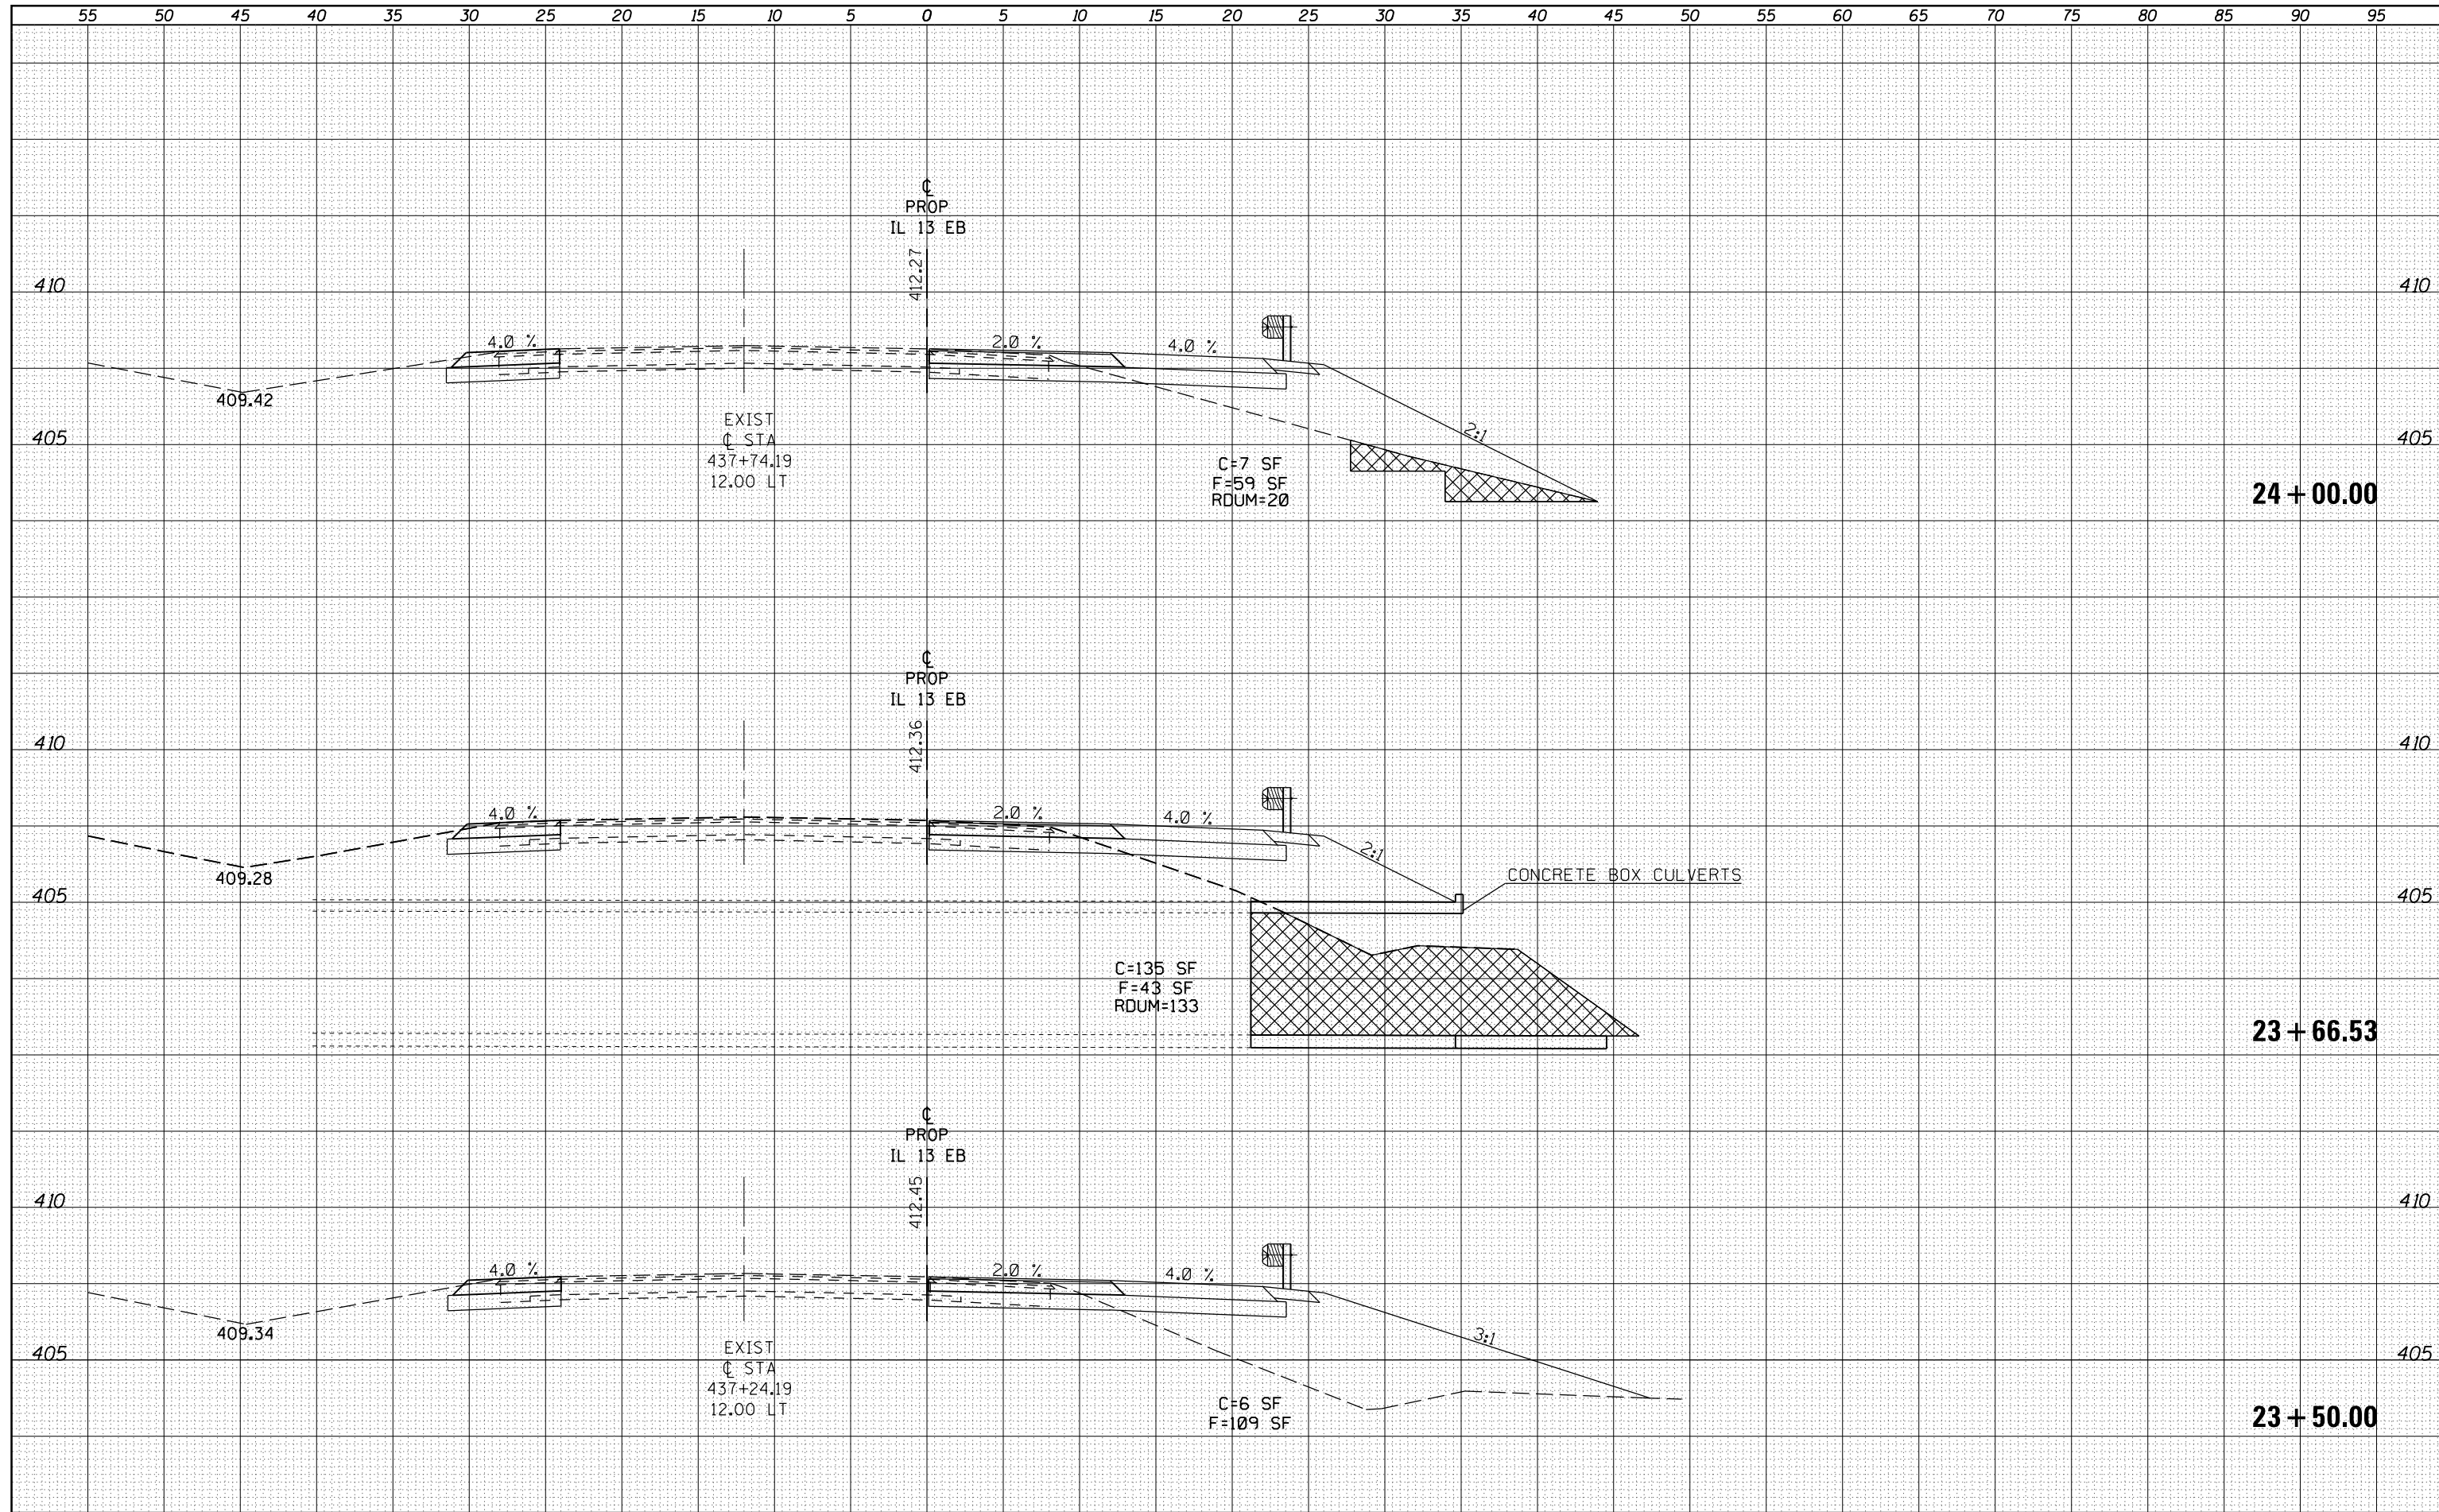 55 50 45 40 35 30 25 20 15 10 5 0 5 10 15 20 25 30 35 40 45 50 55 60 65 70 75 80 85 90 95
℄
PROP
IL 13 EB
412.27
410 410
4.0 % 2.0 % 4.0 %
409.42
EXIST
℄ STA
437+74.19
12.00 LT
405 405
2:1
C=7 SF
F=59 SF
RDUM=20
24+00.00
℄
PROP
IL 13 EB
412.36
410 410
4.0 % 2.0 % 4.0 %
2:1
409.28
CONCRETE BOX CULVERTS
405 405
C=135 SF
F=43 SF
RDUM=133
23+66.53
℄
PROP
IL 13 EB
412.45
410 410
4.0 % 2.0 % 4.0 %
409.34
3:1
EXIST
℄ STA
437+24.19
12.00 LT
405 405
C=6 SF
F=109 SF
23+50.00